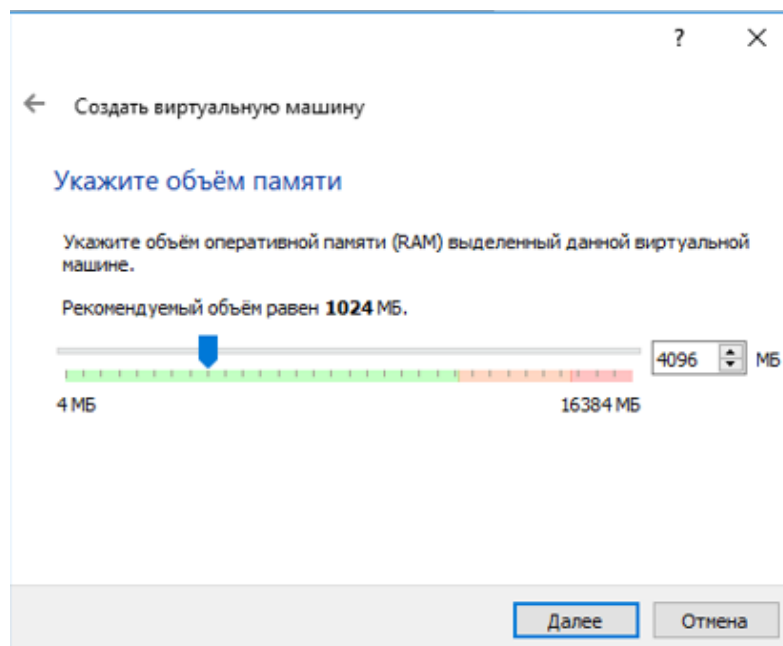 ?
Создать виртуальную машину
Укажите объём памяти
Укажите объём оперативной памяти (RAM) выделенный данной виртуальной
машине.
Рекомендуемый объём равен 1024 МБ.
4096 МБ
4 МБ 16384 МБ
Далее Отмена